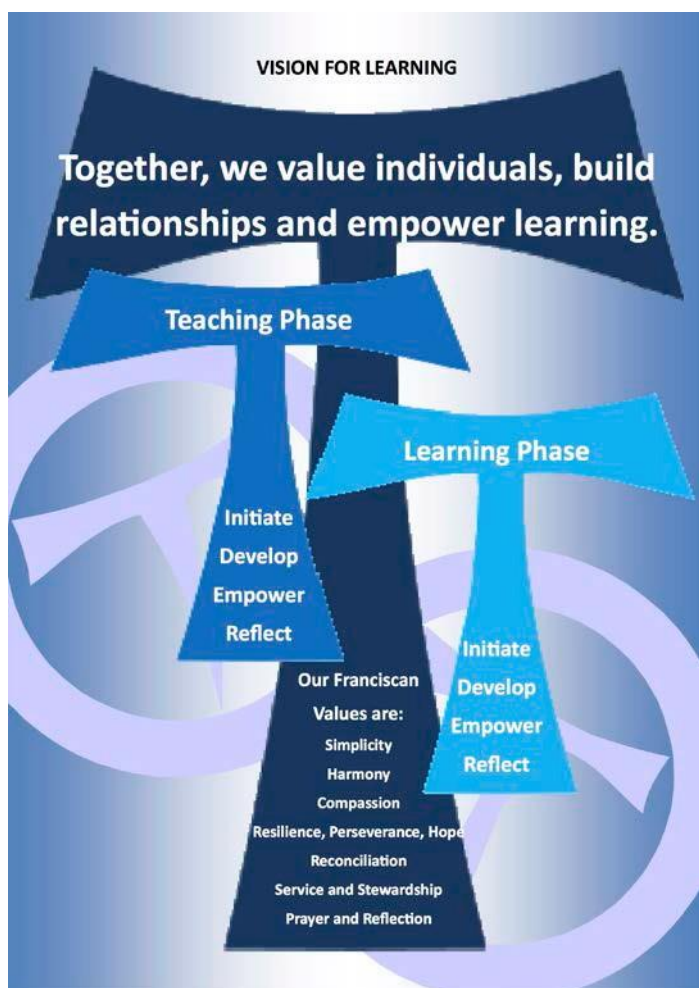 VISION FOR LEARNING
Together, we value individuals, build
relationships and empower learning.
Teaching Phase
Initiate
Develop
Empower
Reflect
Learning Phase
Initiate
Develop
Empower
Reflect
Our Franciscan
Values are:
Simplicity
Harmony
Compassion
Resilience, Perseverance, Hope
Reconciliation
Service and Stewardship
Prayer and Reflection